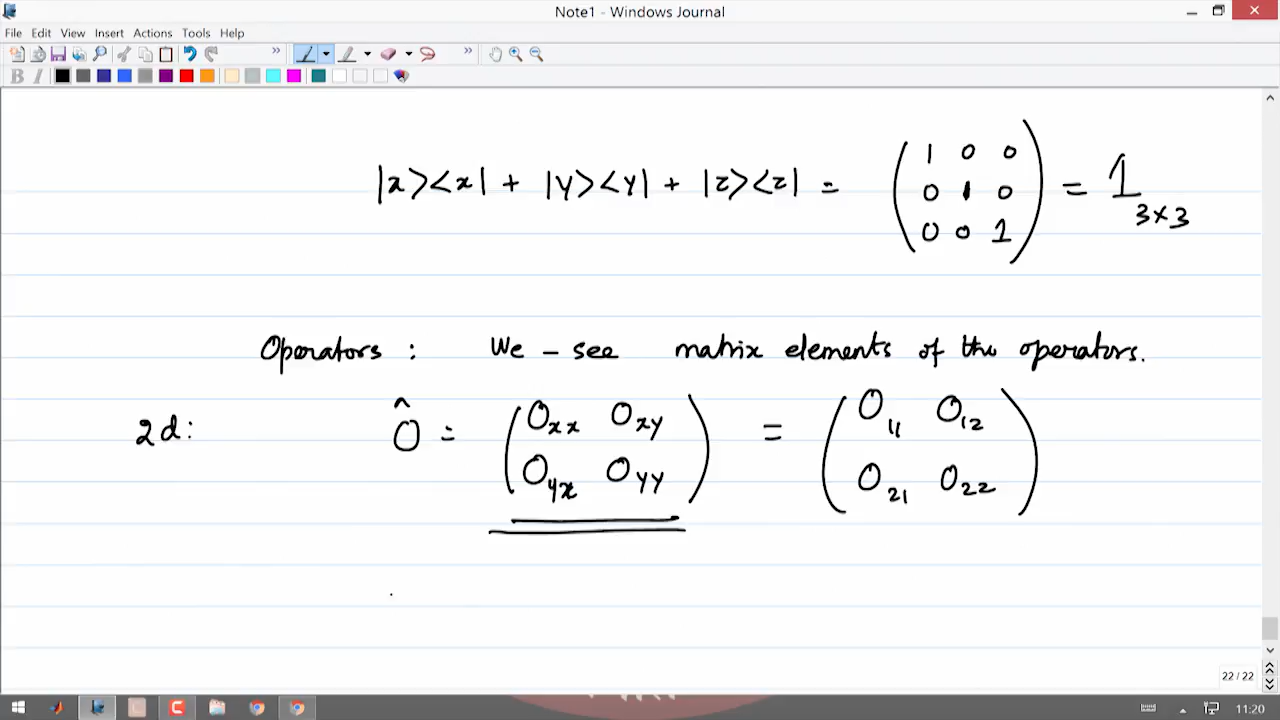 Note1 - Windows Journal
File Edit View Insert Actions Tools Help
|x><x| + |y><y| + |z><z| = ( 1 0 0 ) = 1 3×3
0 1 0
0 0 1
Operators : We - see matrix elements of the operators.
2d: Ô = ( Oxx Oxy ) = ( O11 O12 )
Oyx Oyy O21 O22
22 / 22
11:20